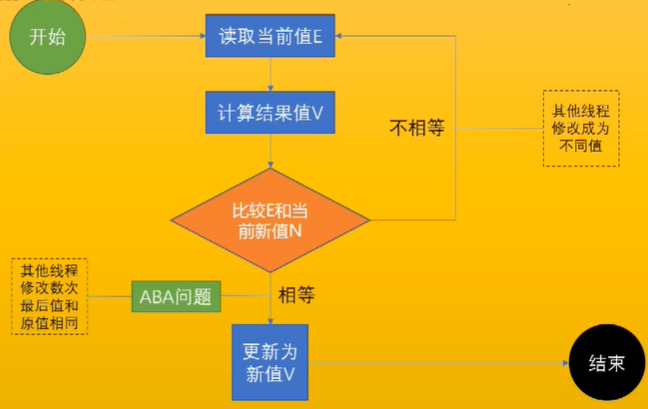 开始
读取当前值E
计算结果值V
不相等
其他线程
修改成为
不同值
比较E和当
前新值N
其他线程
修改数次
最后值和
原值相同
ABA问题
相等
更新为
新值V
结束